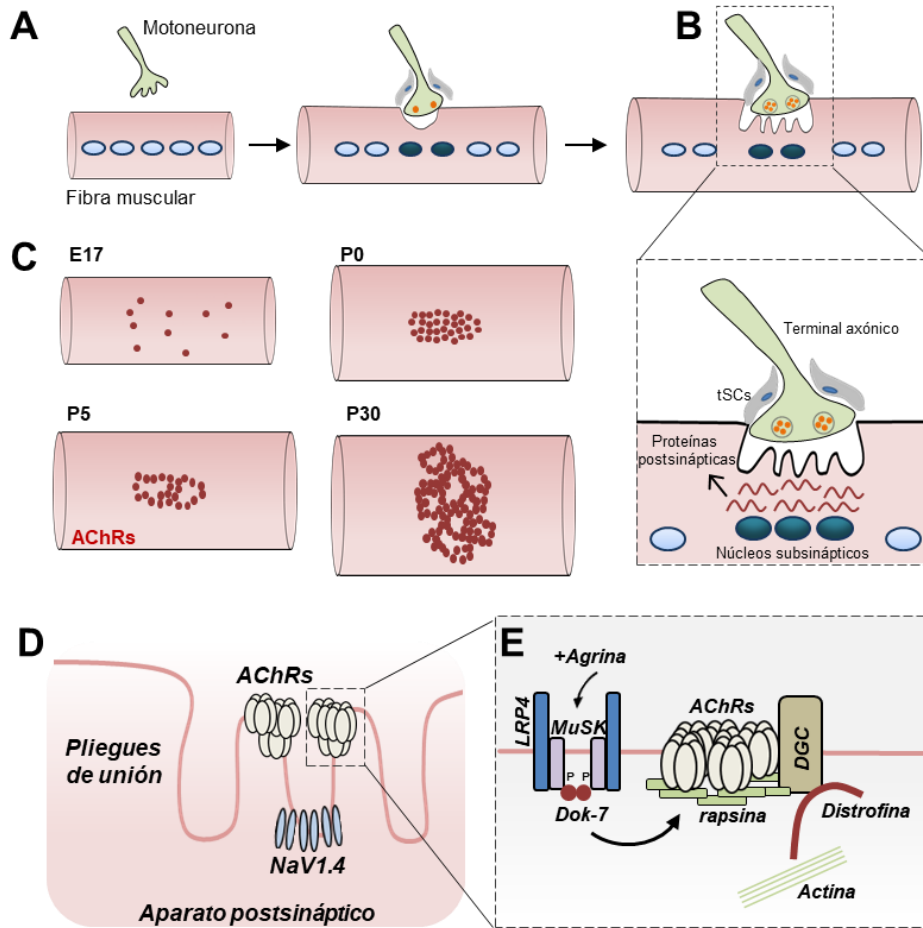 A
Motoneurona
Fibra muscular
B
C
E17
P0
P5
P30
AChRs
Terminal axónico
tSCs
Proteínas
postsinápticas
Núcleos subsinápticos
D
AChRs
Pliegues
de unión
NaV1.4
Aparato postsináptico
E
+Agrina
LRP4
MuSK
P P
Dok-7
AChRs
rapsina
DGC
Distrofina
Actina